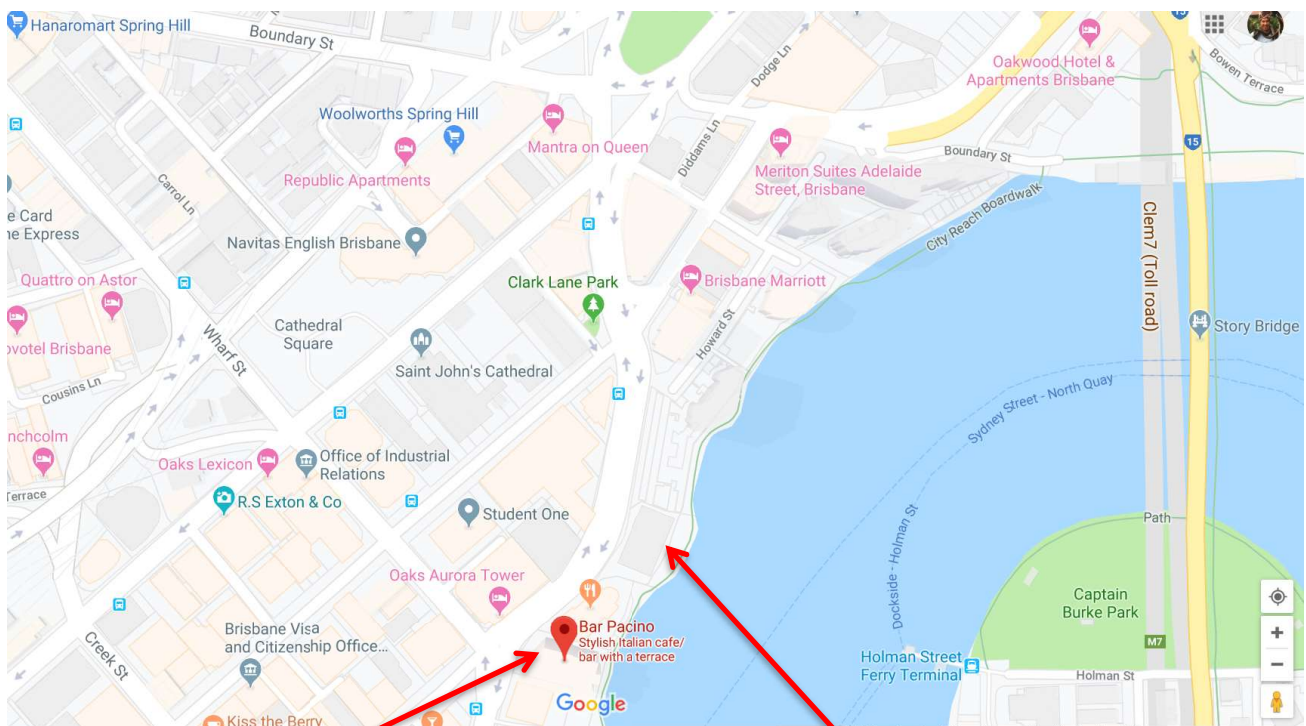 Hanaromart Spring Hill
Boundary St
15
Oakwood Hotel &
Apartments Brisbane
Bowen Terrace
Dodge Ln
Woolworths Spring Hill
Mantra on Queen
Diddams Ln
15
Boundary St
Republic Apartments
Meriton Suites Adelaide
Street, Brisbane
Carrol Ln
City Reach Boardwalk
e Card
ne Express
Navitas English Brisbane
Clem7 (Toll road)
Quattro on Astor
Clark Lane Park
Brisbane Marriott
Cathedral
Square
Howard St
Story Bridge
ovotel Brisbane
Wharf St
Saint John's Cathedral
Cousins Ln
Sydney Street - North Quay
nchcolm
Oaks Lexicon
Office of Industrial
Relations
Terrace
R.S Exton & Co
Student One
Path
Dockside - Holman St
Oaks Aurora Tower
Captain
Burke Park
Brisbane Visa
and Citizenship Office...
Bar Pacino
Stylish Italian cafe/
bar with a terrace
M7
Creek St
Holman Street
Ferry Terminal
Holman St
Google
Kiss the Berry